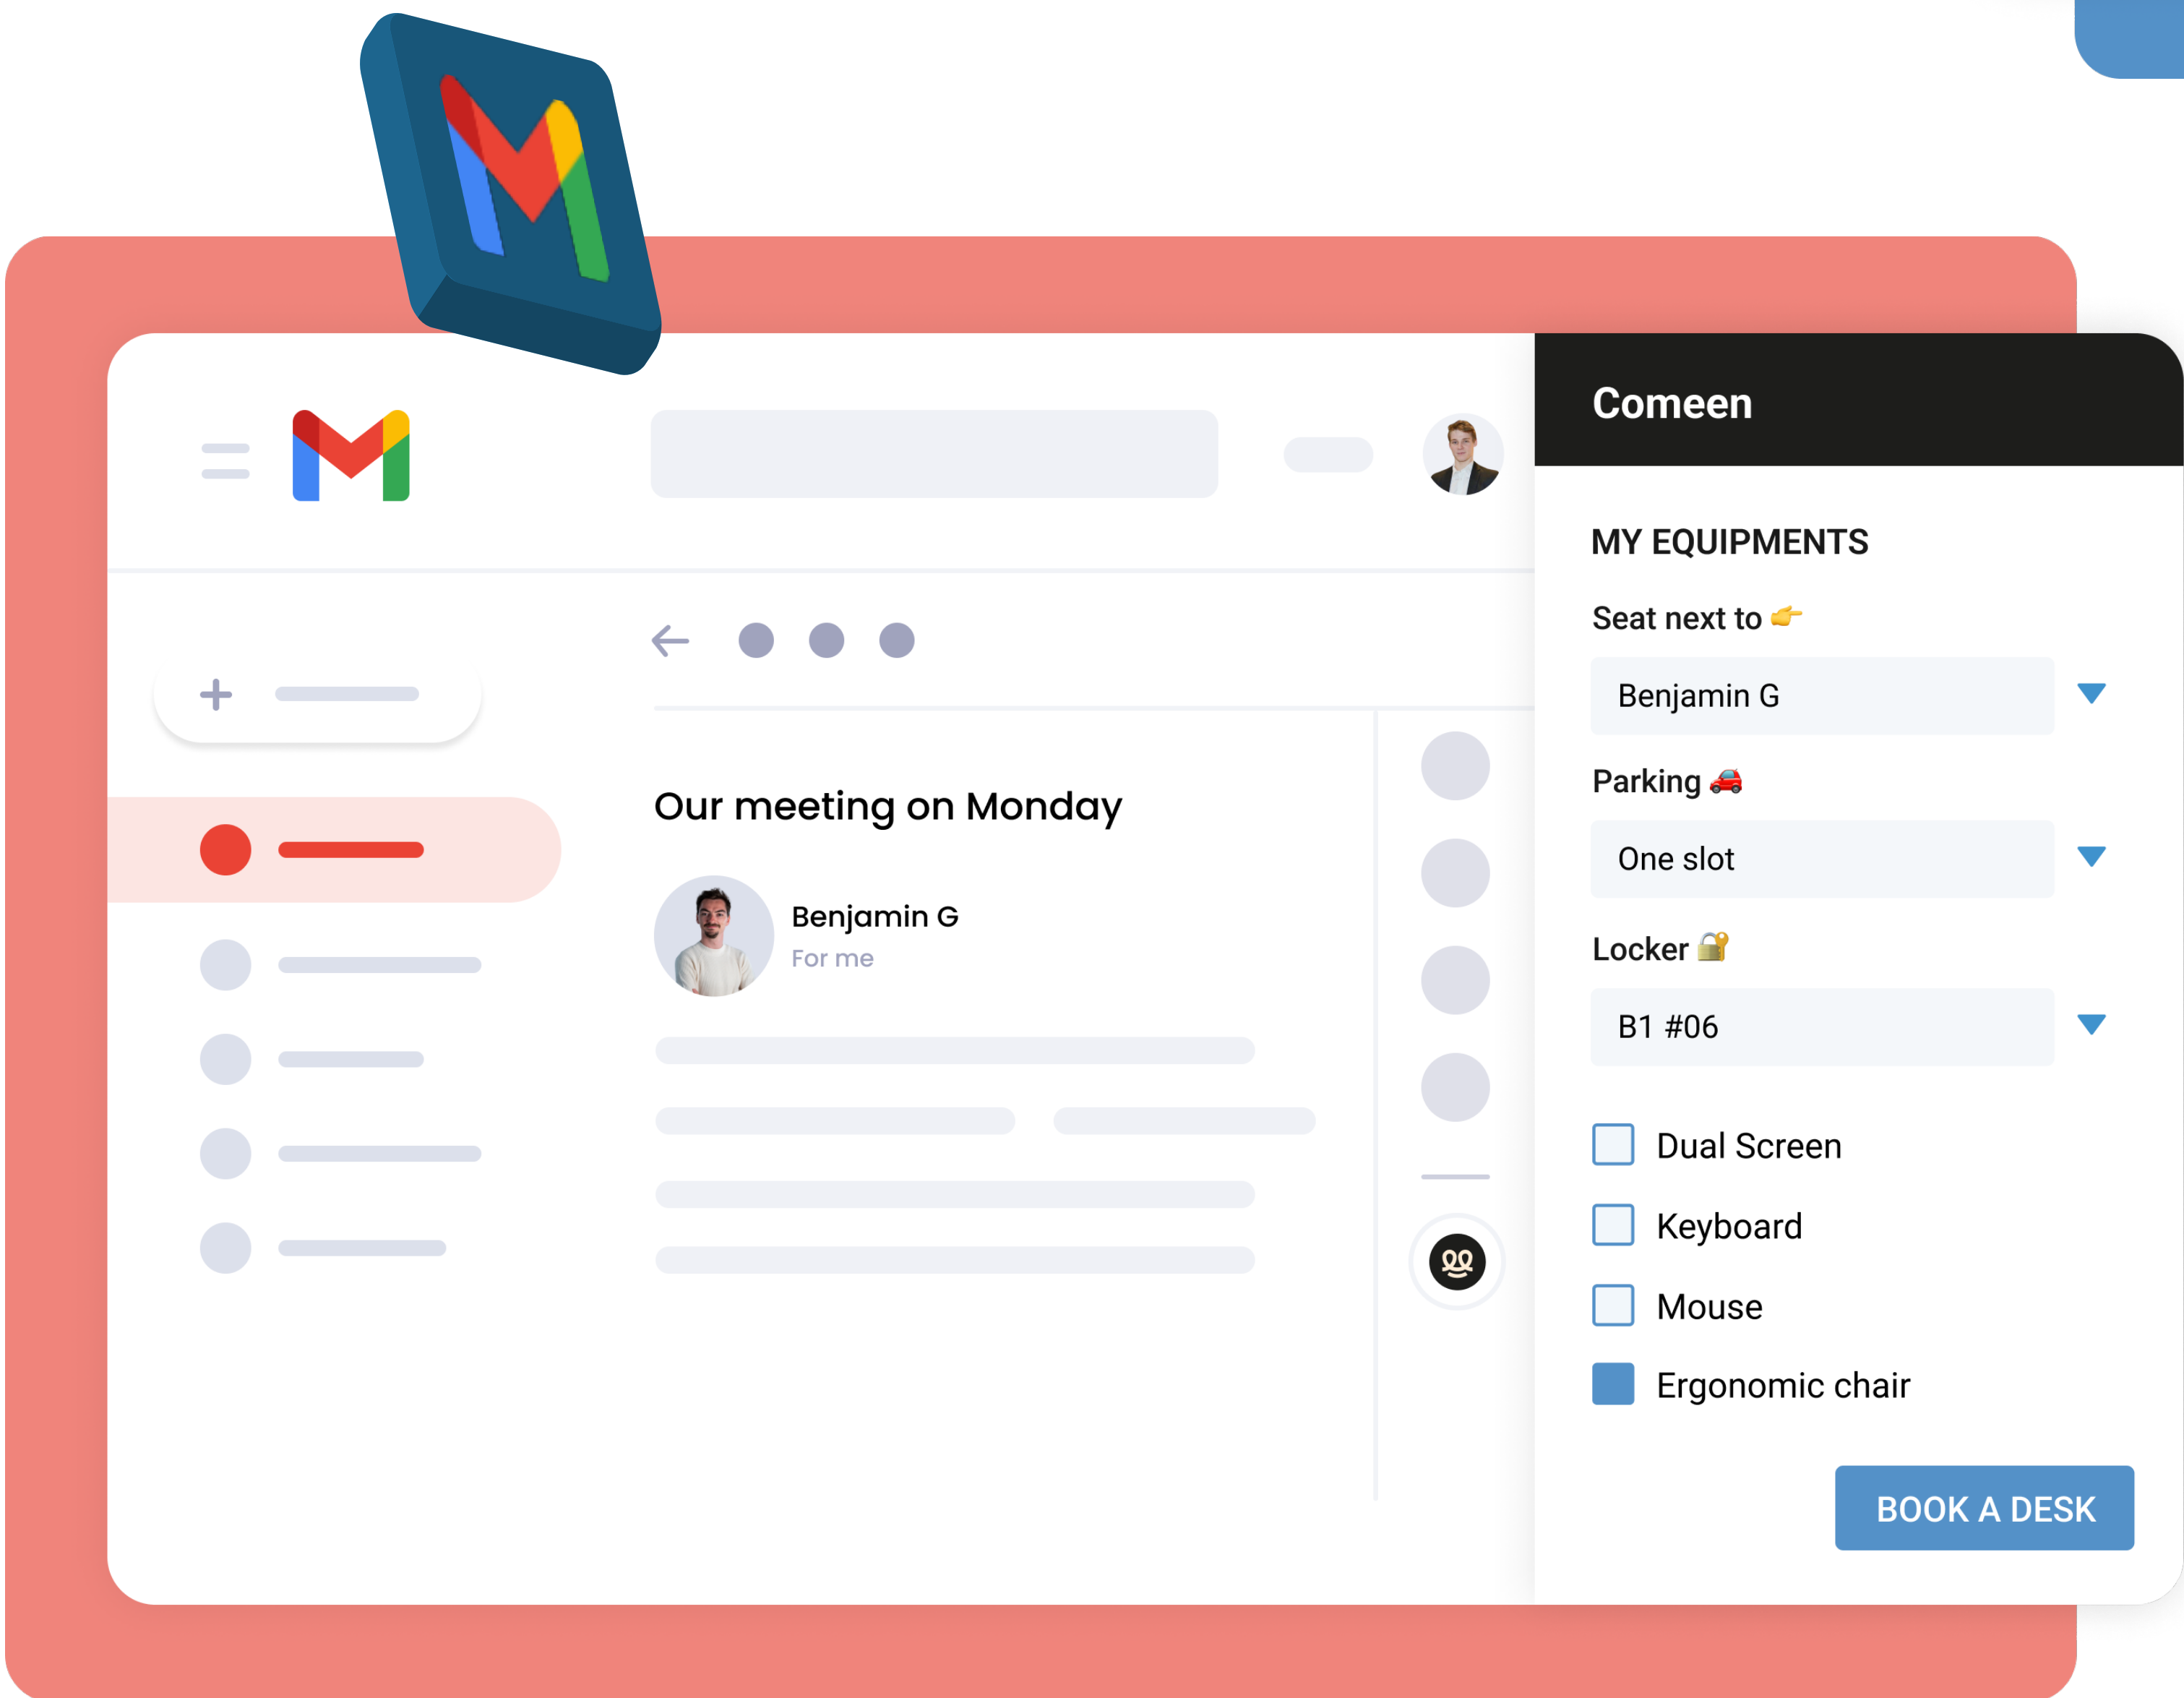 Our meeting on Monday
Benjamin G
For me
Comeen
MY EQUIPMENTS
Seat next to 👉
Benjamin G
Parking 🚗
One slot
Locker 🔐
B1 #06
Dual Screen
Keyboard
Mouse
Ergonomic chair
BOOK A DESK